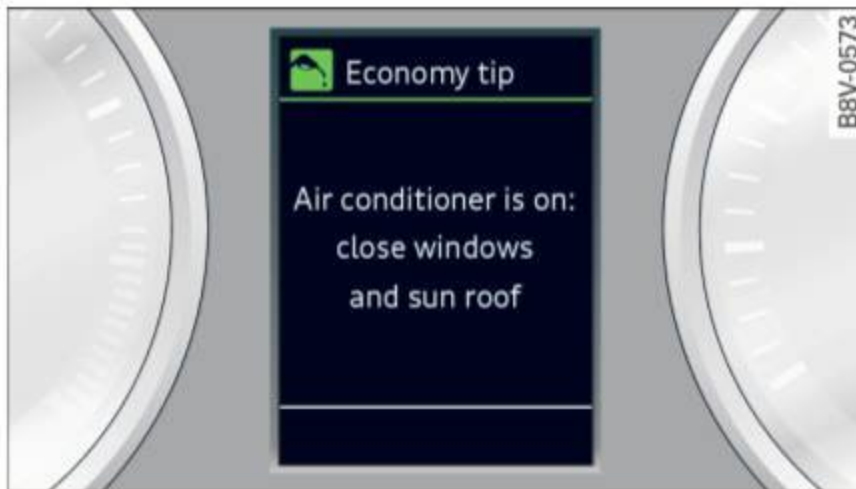 Economy tip
Air conditioner is on:
close windows
and sun roof
B8V-0573